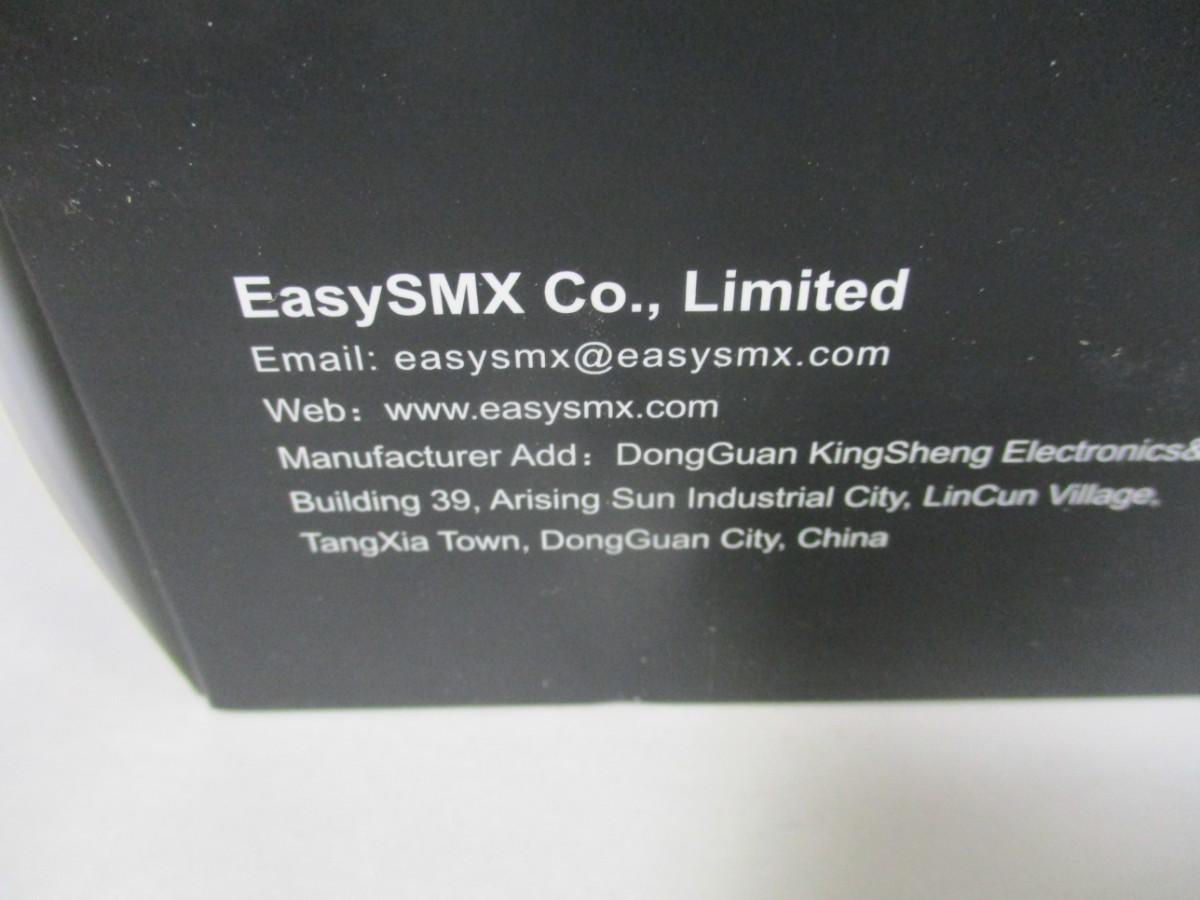 EasySMX Co., Limited
Email: easysmx@easysmx.com
Web： www.easysmx.com
Manufacturer Add： DongGuan KingSheng Electronics&
Building 39, Arising Sun Industrial City, LinCun Village,
TangXia Town, DongGuan City, China